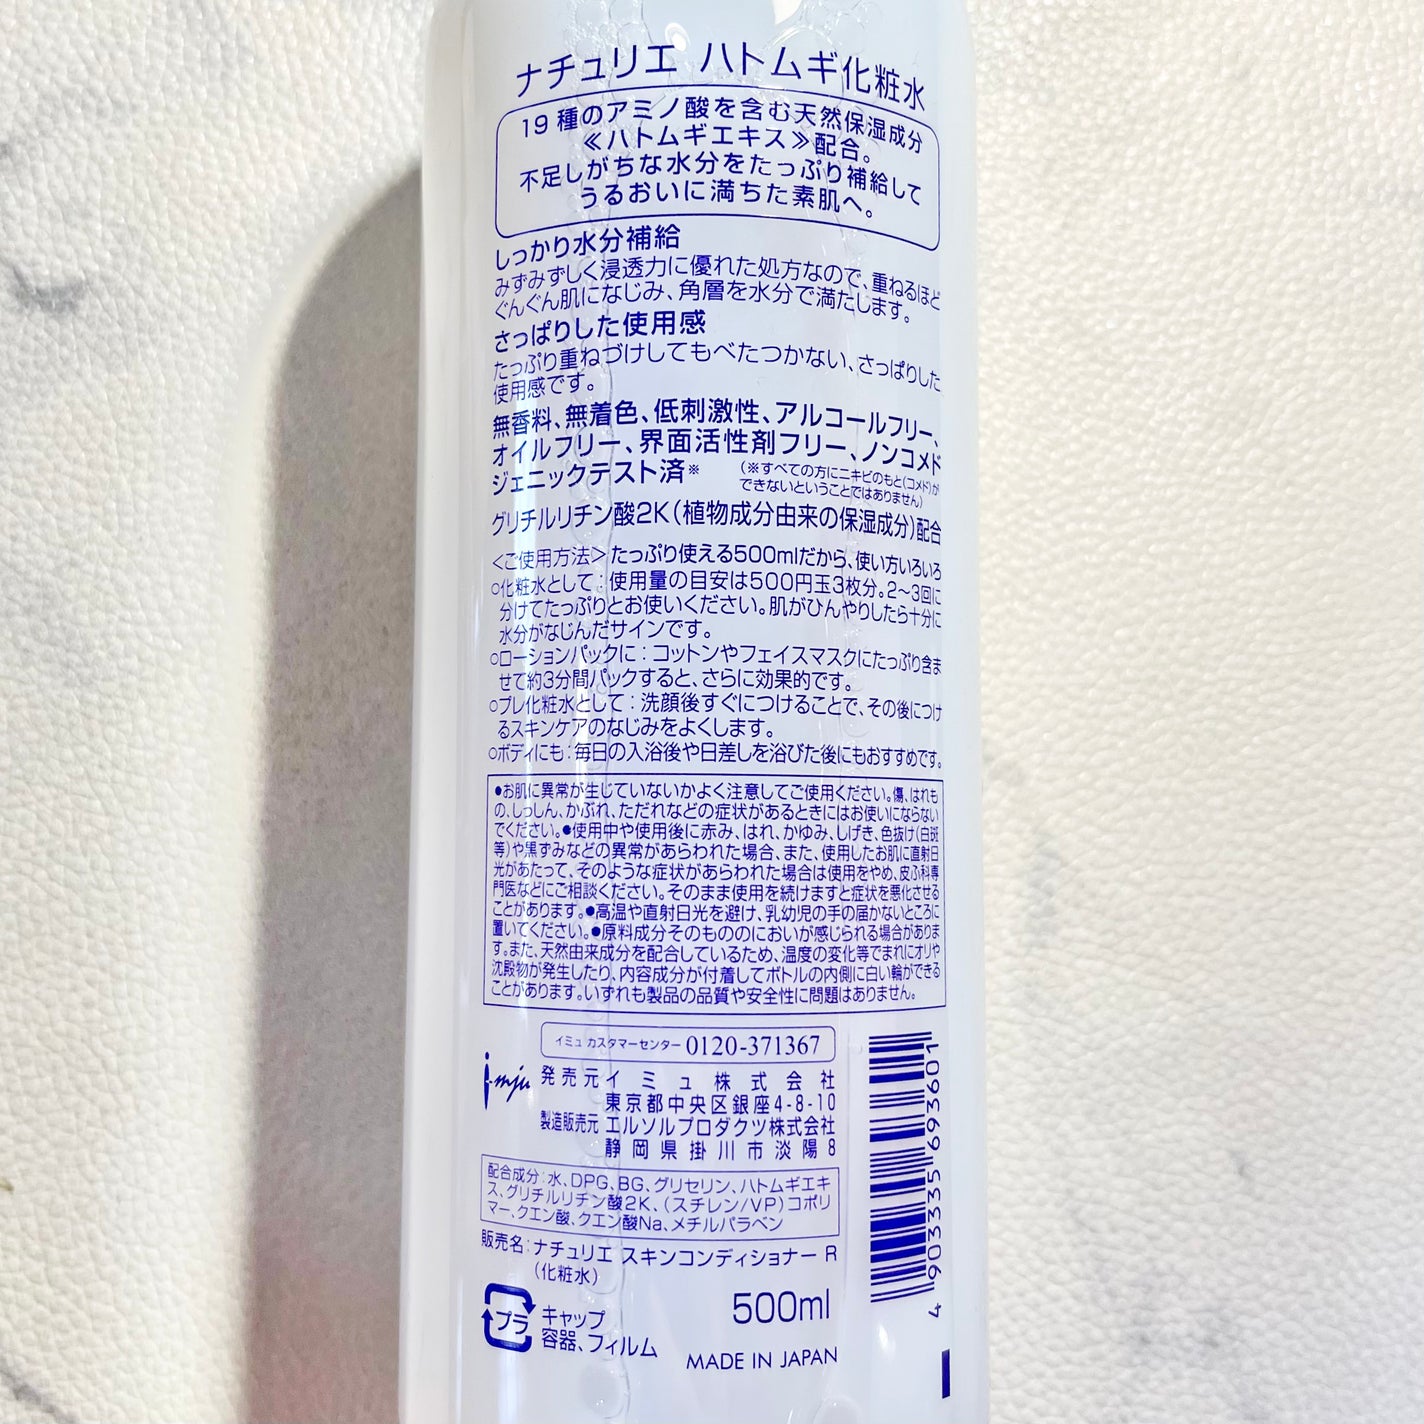 ナチュリエ ハトムギ化粧水
19種のアミノ酸を含む天然保湿成分
≪ハトムギエキス≫配合。
不足しがちな水分をたっぷり補給して
うるおいに満ちた素肌へ。
しっかり水分補給
みずみずしく浸透力に優れた処方なので、重ねるほど
ぐんぐん肌になじみ、角層を水分で満たします。
さっぱりした使用感
たっぷり重ねづけしてもべたつかない、さっぱりした
使用感です。
無香料、無着色、低刺激性、アルコールフリー、
オイルフリー、界面活性剤フリー、ノンコメド
ジェニックテスト済※
(※すべての方にニキビのもと(コメド)が
できないということではありません)
グリチルリチン酸2K(植物成分由来の保湿成分)配合
<ご使用方法>たっぷり使える500mlだから、使い方いろいろ
○化粧水として:使用量の目安は500円玉3枚分。2〜3回に
分けてたっぷりとお使いください。肌がひんやりしたら十分に
水分がなじんだサインです。
○ローションパックに:コットンやフェイスマスクにたっぷり含ま
せて約3分間パックすると、さらに効果的です。
○プレ化粧水として:洗顔後すぐにつけることで、その後につけ
るスキンケアのなじみをよくします。
○ボディにも:毎日の入浴後や日差しを浴びた後にもおすすめです。
●お肌に異常が生じていないかよく注意してご使用ください。傷、はれも
の、しっしん、かぶれ、ただれなどの症状があるときにはお使いにならない
でください。●使用中や使用後に赤み、はれ、かゆみ、しげき、色抜け(白斑
等)や黒ずみなどの異常があらわれた場合、また、使用したお肌に直射日
光があたって、そのような症状があらわれた場合は使用をやめ、皮ふ科専
門医などにご相談ください。そのまま使用を続けますと症状を悪化させる
ことがあります。●高温や直射日光を避け、乳幼児の手の届かないところに
置いてください。●原料成分そのもののにおいが感じられる場合がありま
す。また、天然由来成分を配合しているため、温度の変化等でまれにオリや
沈殿物が発生したり、内容成分が付着してボトルの内側に白い輪ができる
ことがあります。いずれも製品の品質や安全性に問題はありません。
イミュ カスタマーセンター 0120-371367
i-mju
発売元イミュ株式会社
東京都中央区銀座4-8-10
製造販売元 エルソルプロダクツ株式会社
静岡県掛川市淡陽8
配合成分:水、DPG、BG、グリセリン、ハトムギエキ
ス、グリチルリチン酸2K、(スチレン/VP)コポリ
マー、クエン酸、クエン酸Na、メチルパラベン
販売名:ナチュリエ スキンコンディショナー R
(化粧水)
プラ
キャップ
容器、フィルム
500ml
MADE IN JAPAN
4 903335 693601